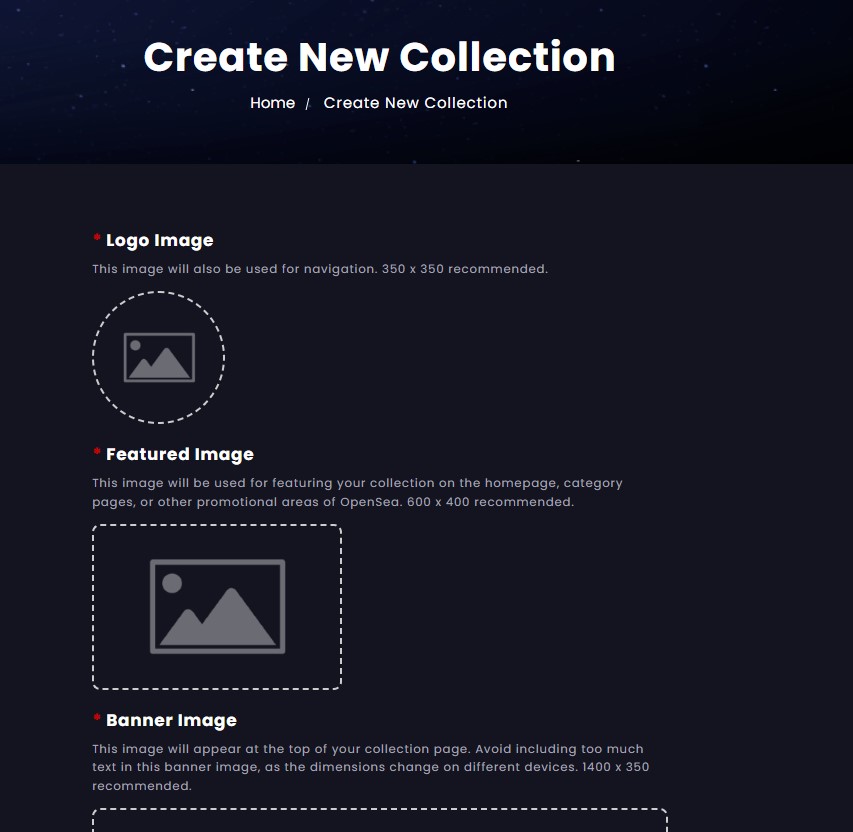 Create New Collection
Home / Create New Collection
* Logo Image
This image will also be used for navigation. 350 x 350 recommended.
* Featured Image
This image will be used for featuring your collection on the homepage, category
pages, or other promotional areas of OpenSea. 600 x 400 recommended.
* Banner Image
This image will appear at the top of your collection page. Avoid including too much
text in this banner image, as the dimensions change on different devices. 1400 x 350
recommended.